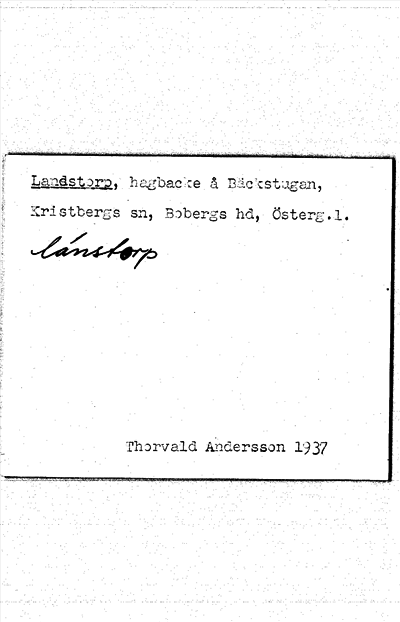 Landstorp, hagbacke å Bäckstugan,
Kristbergs sn, Bobergs hd, Österg.l.
lánstorp
Thorvald Andersson 1937